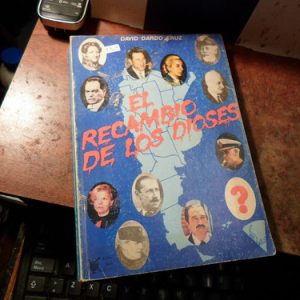 DAVID DARDO CRUZ
EL
RECAMBIO
DE LOS DIOSES
?